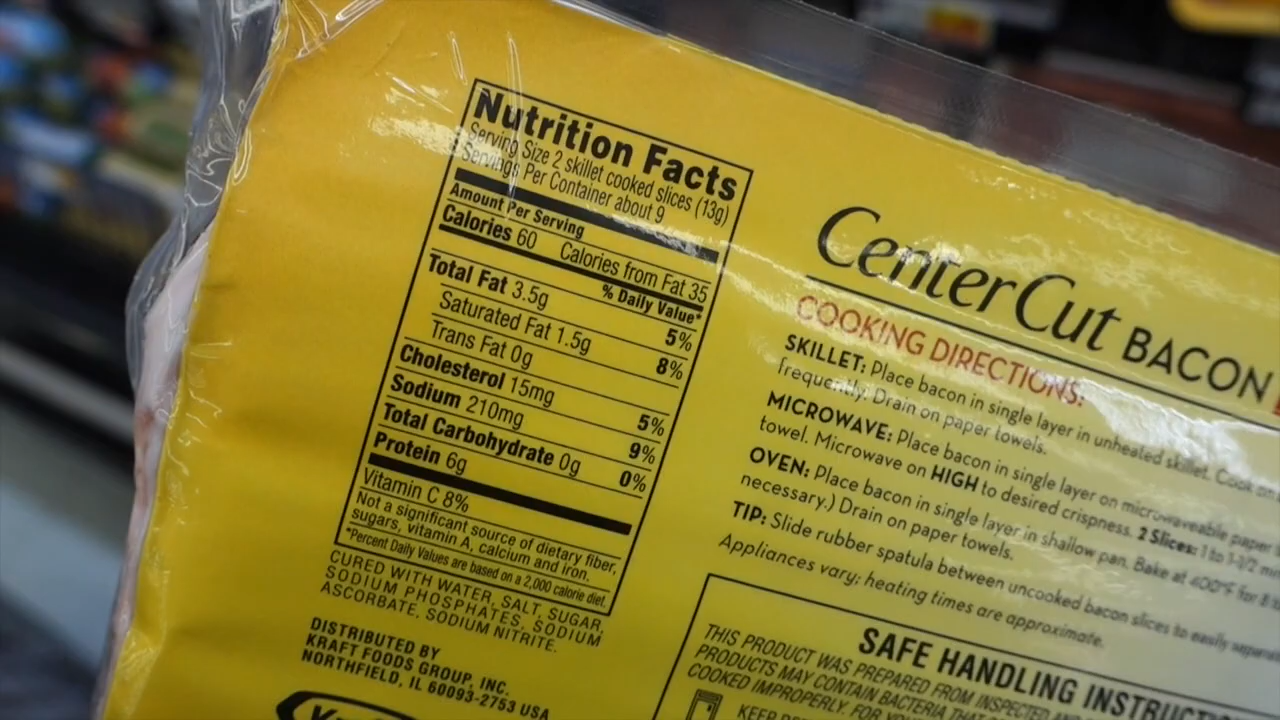 Nutrition Facts
Serving Size 2 skillet cooked slices (13g)
Servings Per Container about 9
Amount Per Serving
Calories 60 Calories from Fat 35
% Daily Value*
Total Fat 3.5g 5%
Saturated Fat 1.5g 8%
Trans Fat 0g
Cholesterol 15mg 5%
Sodium 210mg 9%
Total Carbohydrate 0g 0%
Protein 6g
Vitamin C 8%
Not a significant source of dietary fiber,
sugars, vitamin A, calcium and iron.
*Percent Daily Values are based on a 2,000 calorie diet.
CURED WITH WATER, SALT, SUGAR,
SODIUM PHOSPHATES, SODIUM
ASCORBATE, SODIUM NITRITE.
DISTRIBUTED BY
KRAFT FOODS GROUP, INC.
NORTHFIELD, IL 60093-2753 USA
Center Cut BACON
COOKING DIRECTIONS:
SKILLET: Place bacon in single layer in unheated skillet. Cook
frequently. Drain on paper towels.
MICROWAVE: Place bacon in single layer on microwaveable paper
towel. Microwave on HIGH to desired crispness. 2 Slices: 1 to 1-1/2
OVEN: Place bacon in single layer in shallow pan. Bake at 400°F for
necessary.) Drain on paper towels.
TIP: Slide rubber spatula between uncooked bacon slices to easily
Appliances vary; heating times are approximate.
SAFE HANDLING
THIS PRODUCT WAS PREPARED FROM INSPECTED
PRODUCTS MAY CONTAIN BACTERIA THAT
COOKED IMPROPERLY. FOR
KEEP